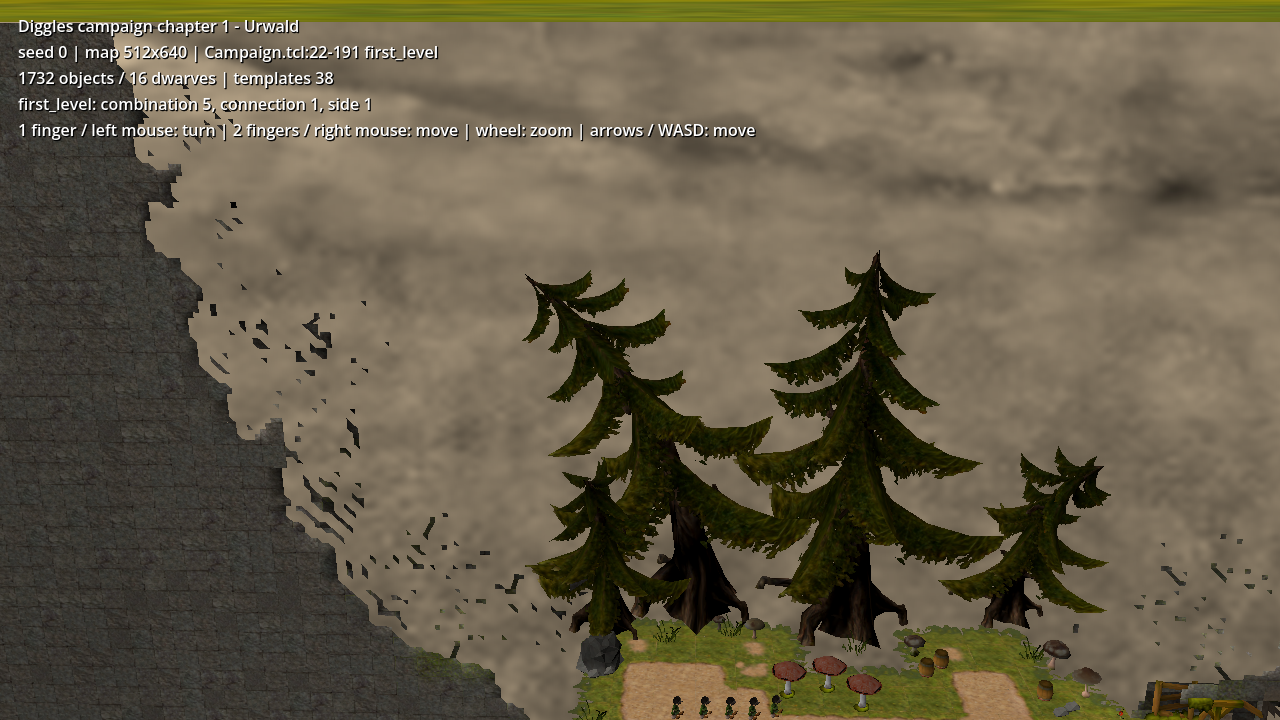 Diggles campaign chapter 1 - Urwald
seed 0 | map 512x640 | Campaign.tcl:22-191 first_level
1732 objects / 16 dwarves | templates 38
first_level: combination 5, connection 1, side 1
1 finger / left mouse: turn | 2 fingers / right mouse: move | wheel: zoom | arrows / WASD: move